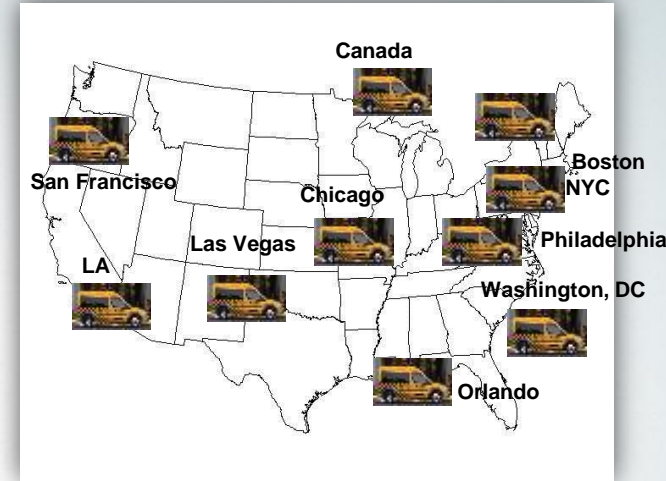 Canada
Boston
San Francisco
Chicago
NYC
Las Vegas
Philadelphia
LA
Washington, DC
Orlando